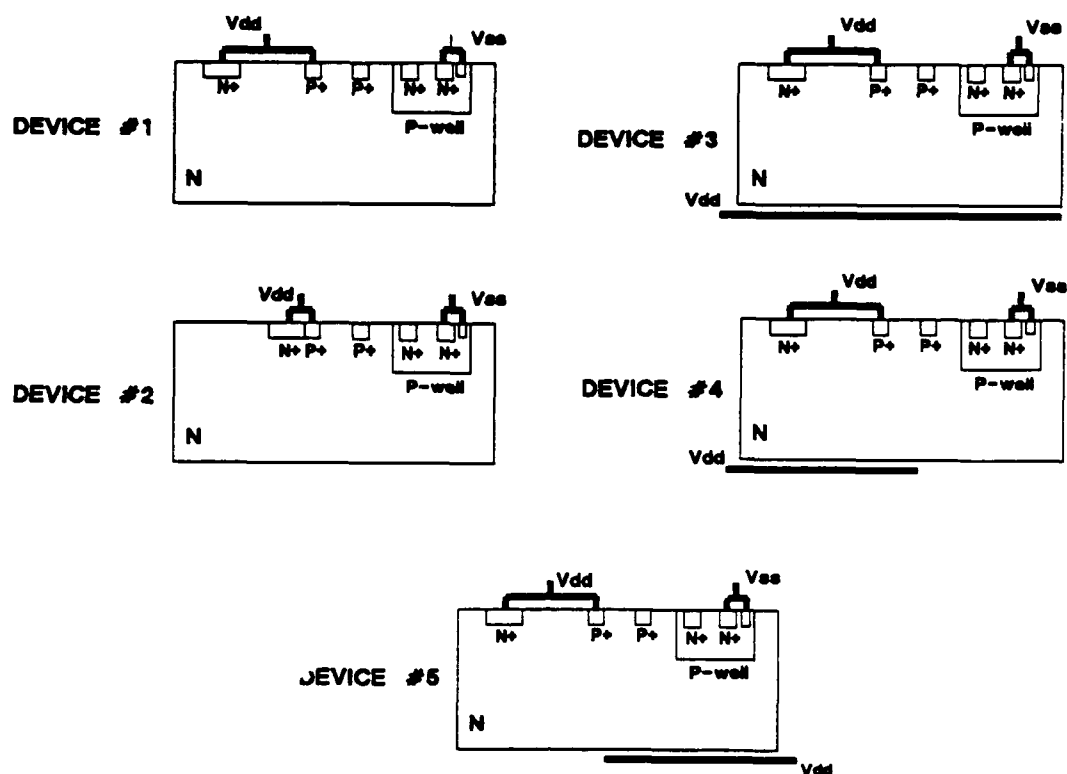 Vdd
Vss
N+
P+
P+
N+
N+
P-well
DEVICE #1
N
Vdd
Vss
N+
P+
P+
N+
N+
P-well
DEVICE #3
N
Vdd
Vdd
Vss
N+
P+
P+
N+
N+
P-well
DEVICE #2
N
Vdd
Vss
N+
P+
P+
N+
N+
P-well
DEVICE #4
N
Vdd
Vdd
Vss
N+
P+
P+
N+
N+
P-well
DEVICE #5
N
Vdd